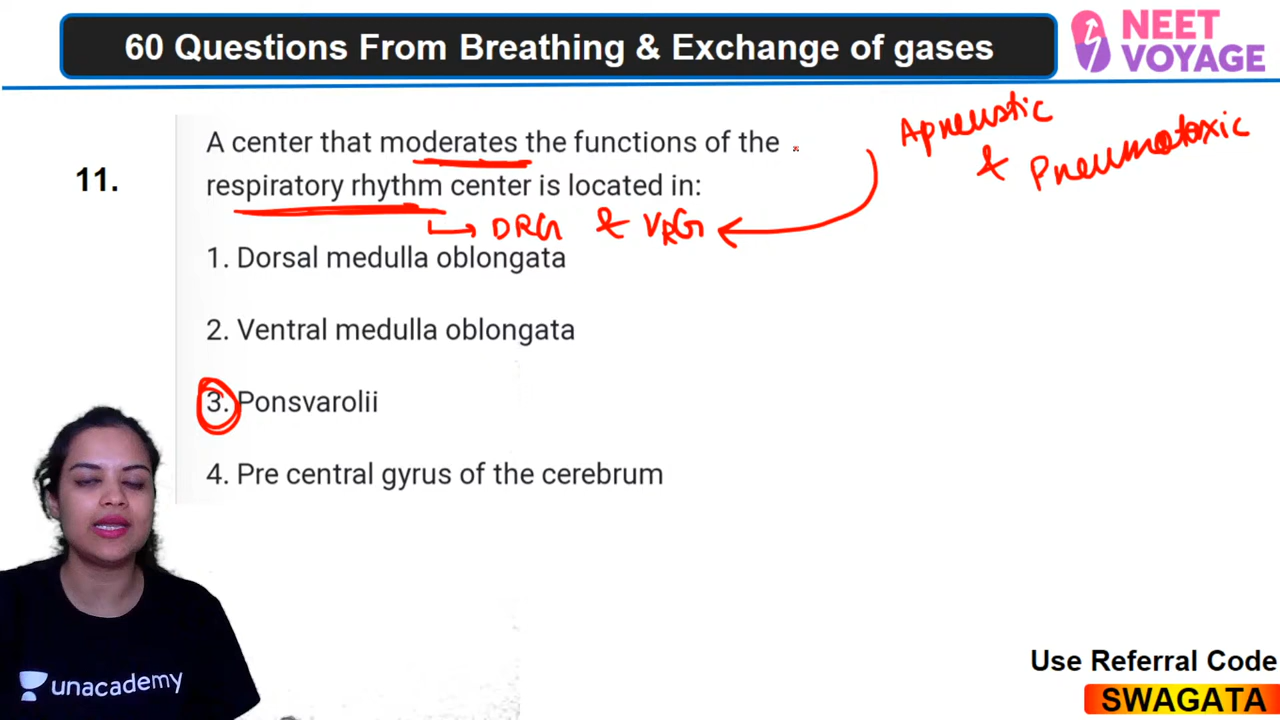 60 Questions From Breathing & Exchange of gases
NEET
VOYAGE
Apneustic
& Pneumotaxic
11.
A center that moderates the functions of the
respiratory rhythm center is located in:
DRG & VRG
1. Dorsal medulla oblongata
2. Ventral medulla oblongata
3. Ponsvarolii
4. Pre central gyrus of the cerebrum
unacademy
Use Referral Code
SWAGATA